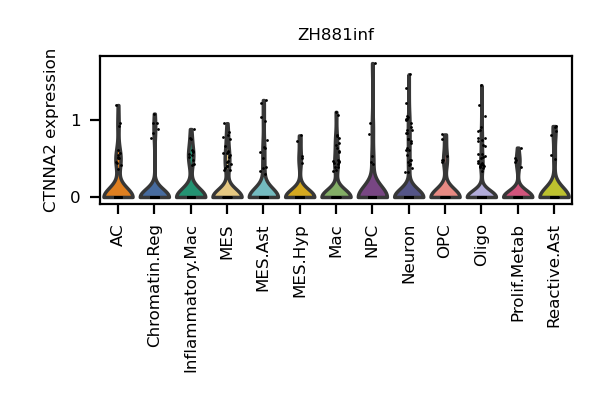 ZH881inf
CTNNA2 expression
1
0
AC
Chromatin.Reg
Inflammatory.Mac
MES
MES.Ast
MES.Hyp
Mac
NPC
Neuron
OPC
Oligo
Prolif.Metab
Reactive.Ast